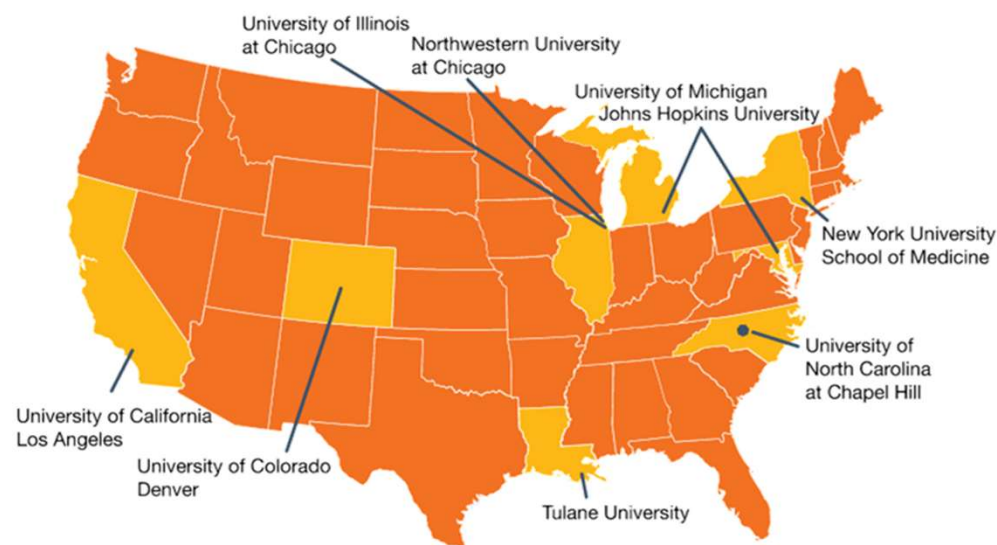 University of Illinois
at Chicago
Northwestern University
at Chicago
University of Michigan
Johns Hopkins University
New York University
School of Medicine
University of
North Carolina
at Chapel Hill
University of California
Los Angeles
University of Colorado
Denver
Tulane University